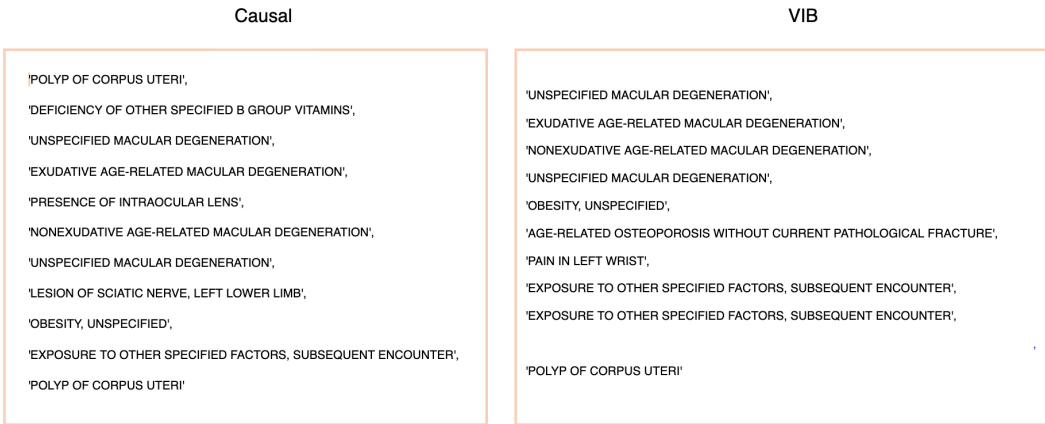 Causal
'POLYP OF CORPUS UTERI',
'DEFICIENCY OF OTHER SPECIFIED B GROUP VITAMINS',
'UNSPECIFIED MACULAR DEGENERATION',
'EXUDATIVE AGE-RELATED MACULAR DEGENERATION',
'PRESENCE OF INTRAOCULAR LENS',
'NONEXUDATIVE AGE-RELATED MACULAR DEGENERATION',
'UNSPECIFIED MACULAR DEGENERATION',
'LESION OF SCIATIC NERVE, LEFT LOWER LIMB',
'OBESITY, UNSPECIFIED',
'EXPOSURE TO OTHER SPECIFIED FACTORS, SUBSEQUENT ENCOUNTER',
'POLYP OF CORPUS UTERI'
VIB
'UNSPECIFIED MACULAR DEGENERATION',
'EXUDATIVE AGE-RELATED MACULAR DEGENERATION',
'NONEXUDATIVE AGE-RELATED MACULAR DEGENERATION',
'UNSPECIFIED MACULAR DEGENERATION',
'OBESITY, UNSPECIFIED',
'AGE-RELATED OSTEOPOROSIS WITHOUT CURRENT PATHOLOGICAL FRACTURE',
'PAIN IN LEFT WRIST',
'EXPOSURE TO OTHER SPECIFIED FACTORS, SUBSEQUENT ENCOUNTER',
'EXPOSURE TO OTHER SPECIFIED FACTORS, SUBSEQUENT ENCOUNTER',
,
'POLYP OF CORPUS UTERI'